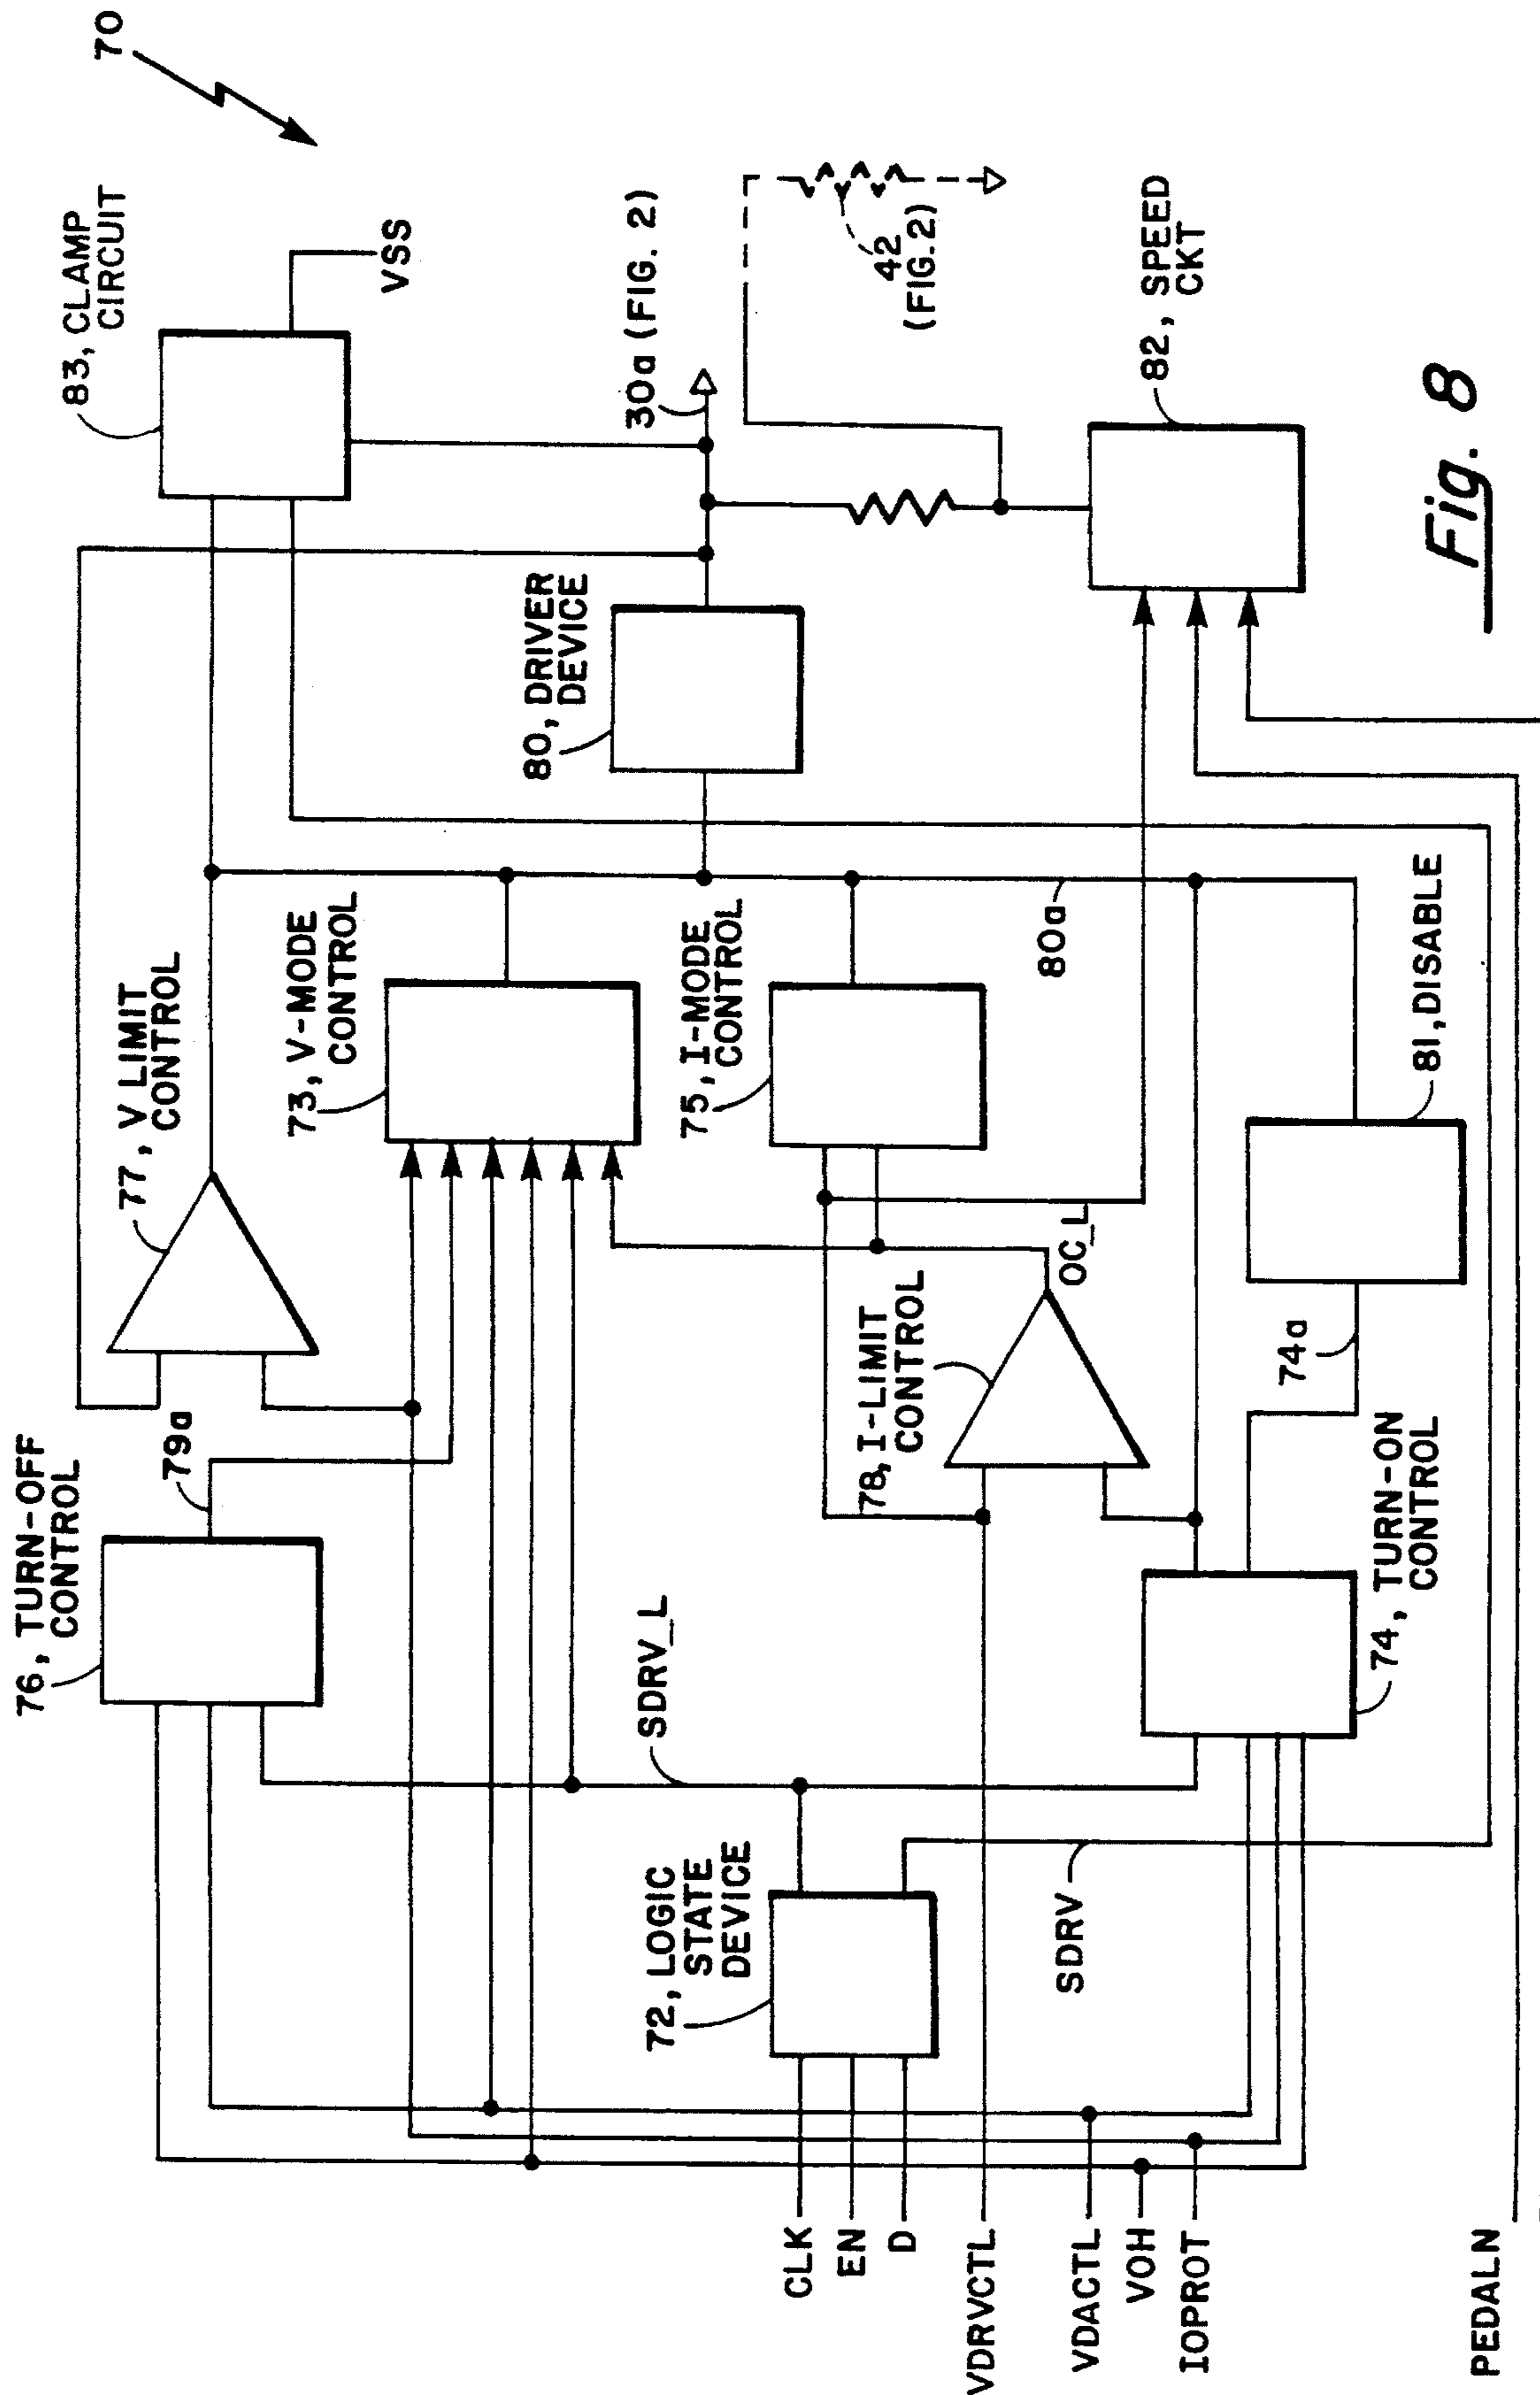 70
83, CLAMP
CIRCUIT
VSS
77, V LIMIT
CONTROL
76, TURN-OFF
CONTROL
79a
73, V-MODE
CONTROL
80, DRIVER
DEVICE
30a (FIG. 2)
42
(FIG.2)
75, I-MODE
CONTROL
SDRV_L
72, LOGIC
STATE
DEVICE
78, I-LIMIT
CONTROL
OC_L
80a
82, SPEED
CKT
CLK
EN
D
VDRVCTL
VDACTL
VOH
IOPROT
SDRV
74, TURN-ON
CONTROL
74a
81, DISABLE
PEDALN
Fig. 8